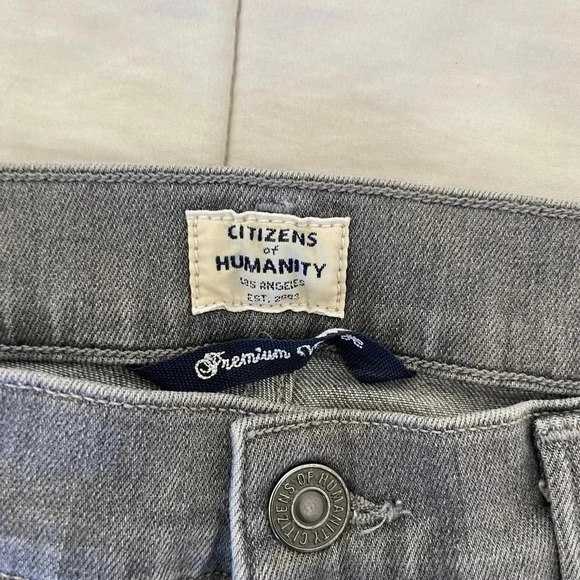 CITIZENS
of
HUMANITY
LOS ANGELES
EST. 2003
Premium
CITIZENS OF HUMANITY